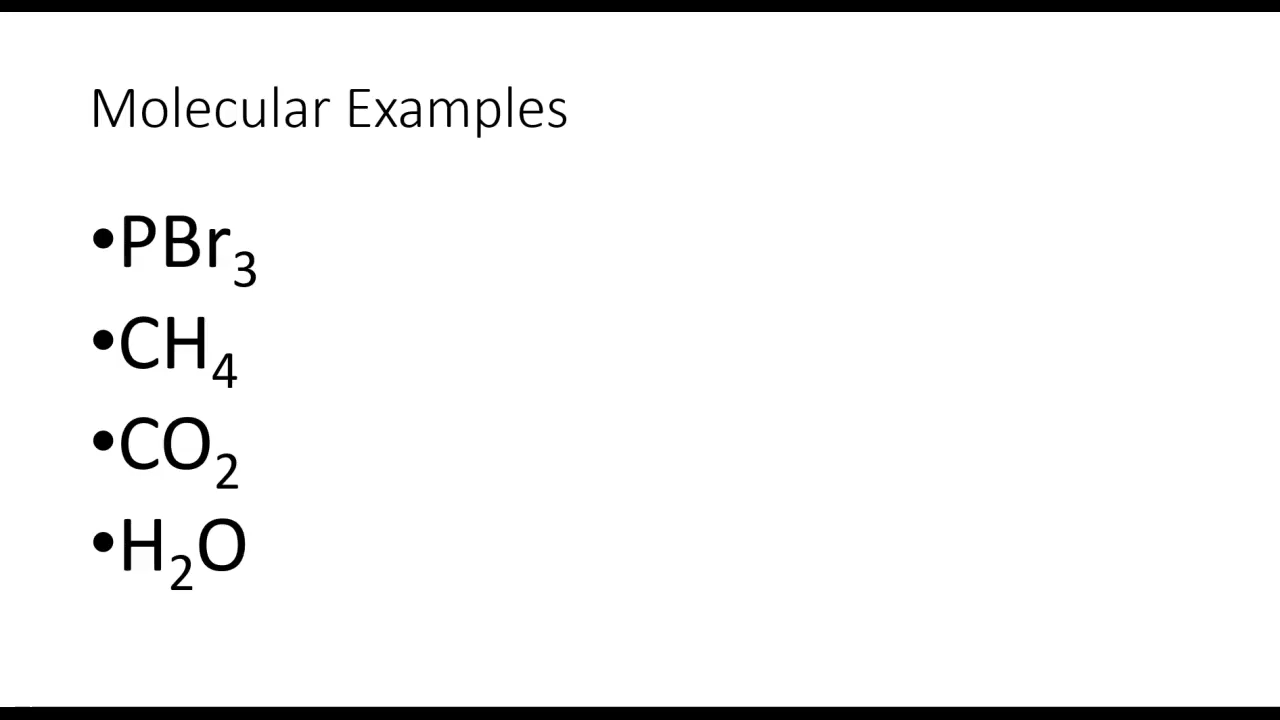 Molecular Examples
•PBr₃
•CH₄
•CO₂
•H₂O